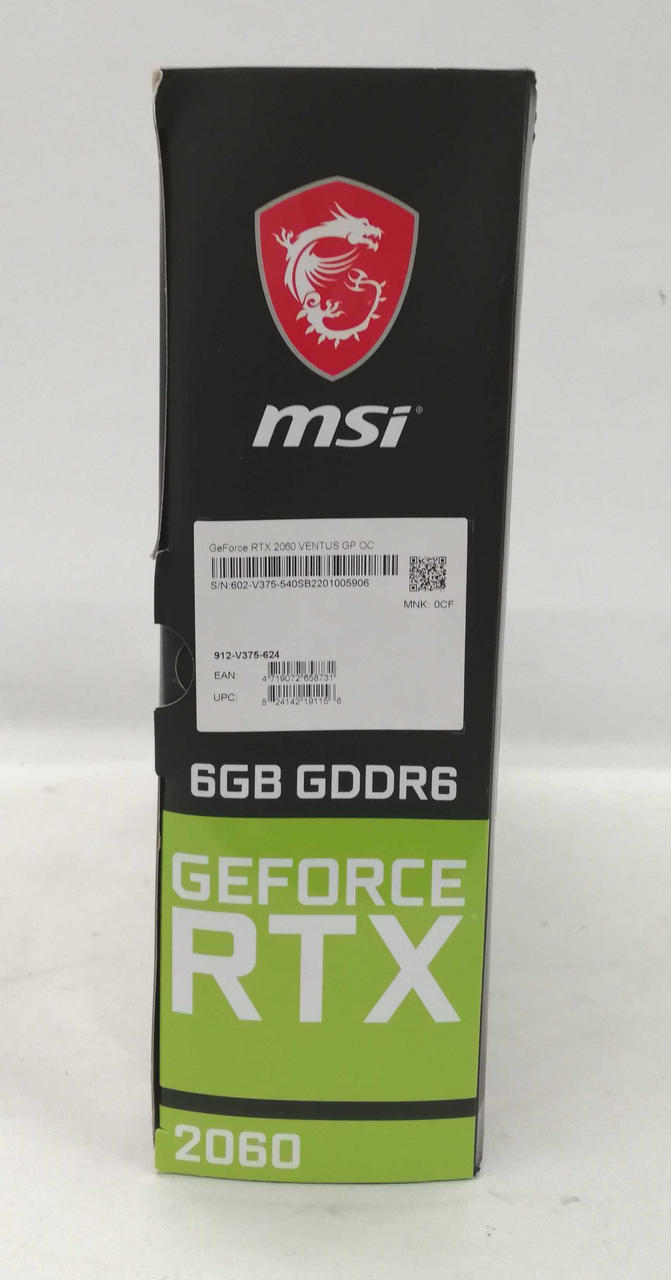 msi®
GeForce RTX 2060 VENTUS GP OC
S/N:602-V375-540SB2201005906
MNK: 0CF
912-V375-624
EAN: 4 719072 658731
UPC: 8 24142 19115 6
6GB GDDR6
GEFORCE
RTX
2060